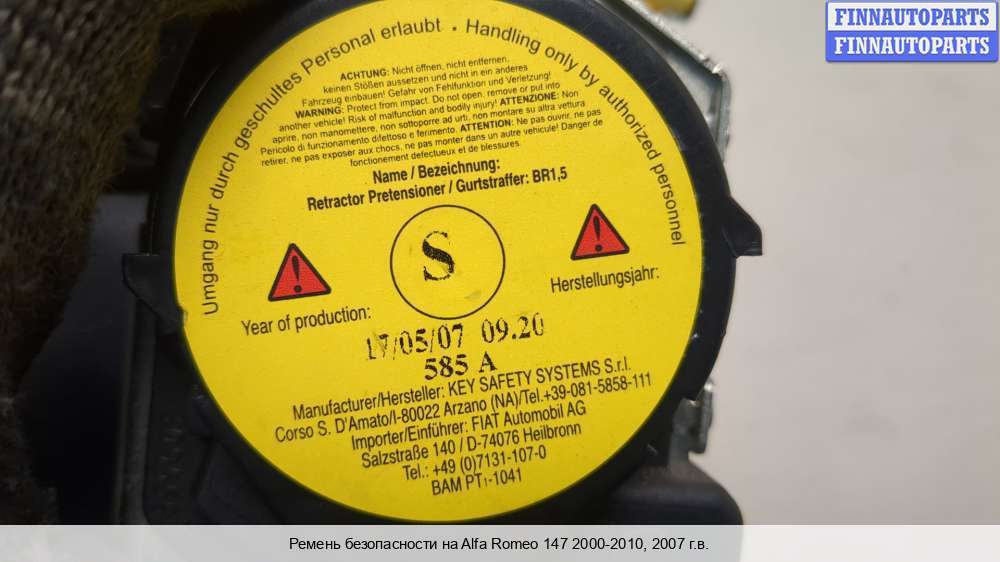 FINNAUTOPARTS
FINNAUTOPARTS
Umgang nur durch geschultes Personal erlaubt . Handling only by authorized personnel
ACHTUNG: Nicht öffnen, nicht entfernen,
keinen Stößen aussetzen und nicht in ein anderes
Fahrzeug einbauen! Gefahr von Fehlfunktion und Verletzung!
WARNING: Protect from impact. Do not open, remove or put into
another vehicle! Risk of malfunction and bodily injury! ATTENZIONE: Non
aprire, non manomettere, non sottoporre ad urti, non montare su altra vettura
Pericolo di funzionamento difettoso e ferimento. ATTENTION: Ne pas ouvrir, ne pas
retirer, ne pas exposer aux chocs, ne pas monter dans un autre vehicule! Danger de
fonctionement defectueux et de blessures.
Name / Bezeichnung:
Retractor Pretensioner / Gurtstraffer: BR1,5
S
Year of production:
Herstellungsjahr:
17/05/07 09.20
585 A
Manufacturer/Hersteller: KEY SAFETY SYSTEMS S.r.l.
Corso S. D'Amato/I-80022 Arzano (NA)/Tel.+39-081-5858-111
Importer/Einführer: FIAT Automobil AG
Salzstraße 140 / D-74076 Heilbronn
Tel.: +49 (0)7131-107-0
BAM PT1-1041
Ремень безопасности на Alfa Romeo 147 2000-2010, 2007 г.в.